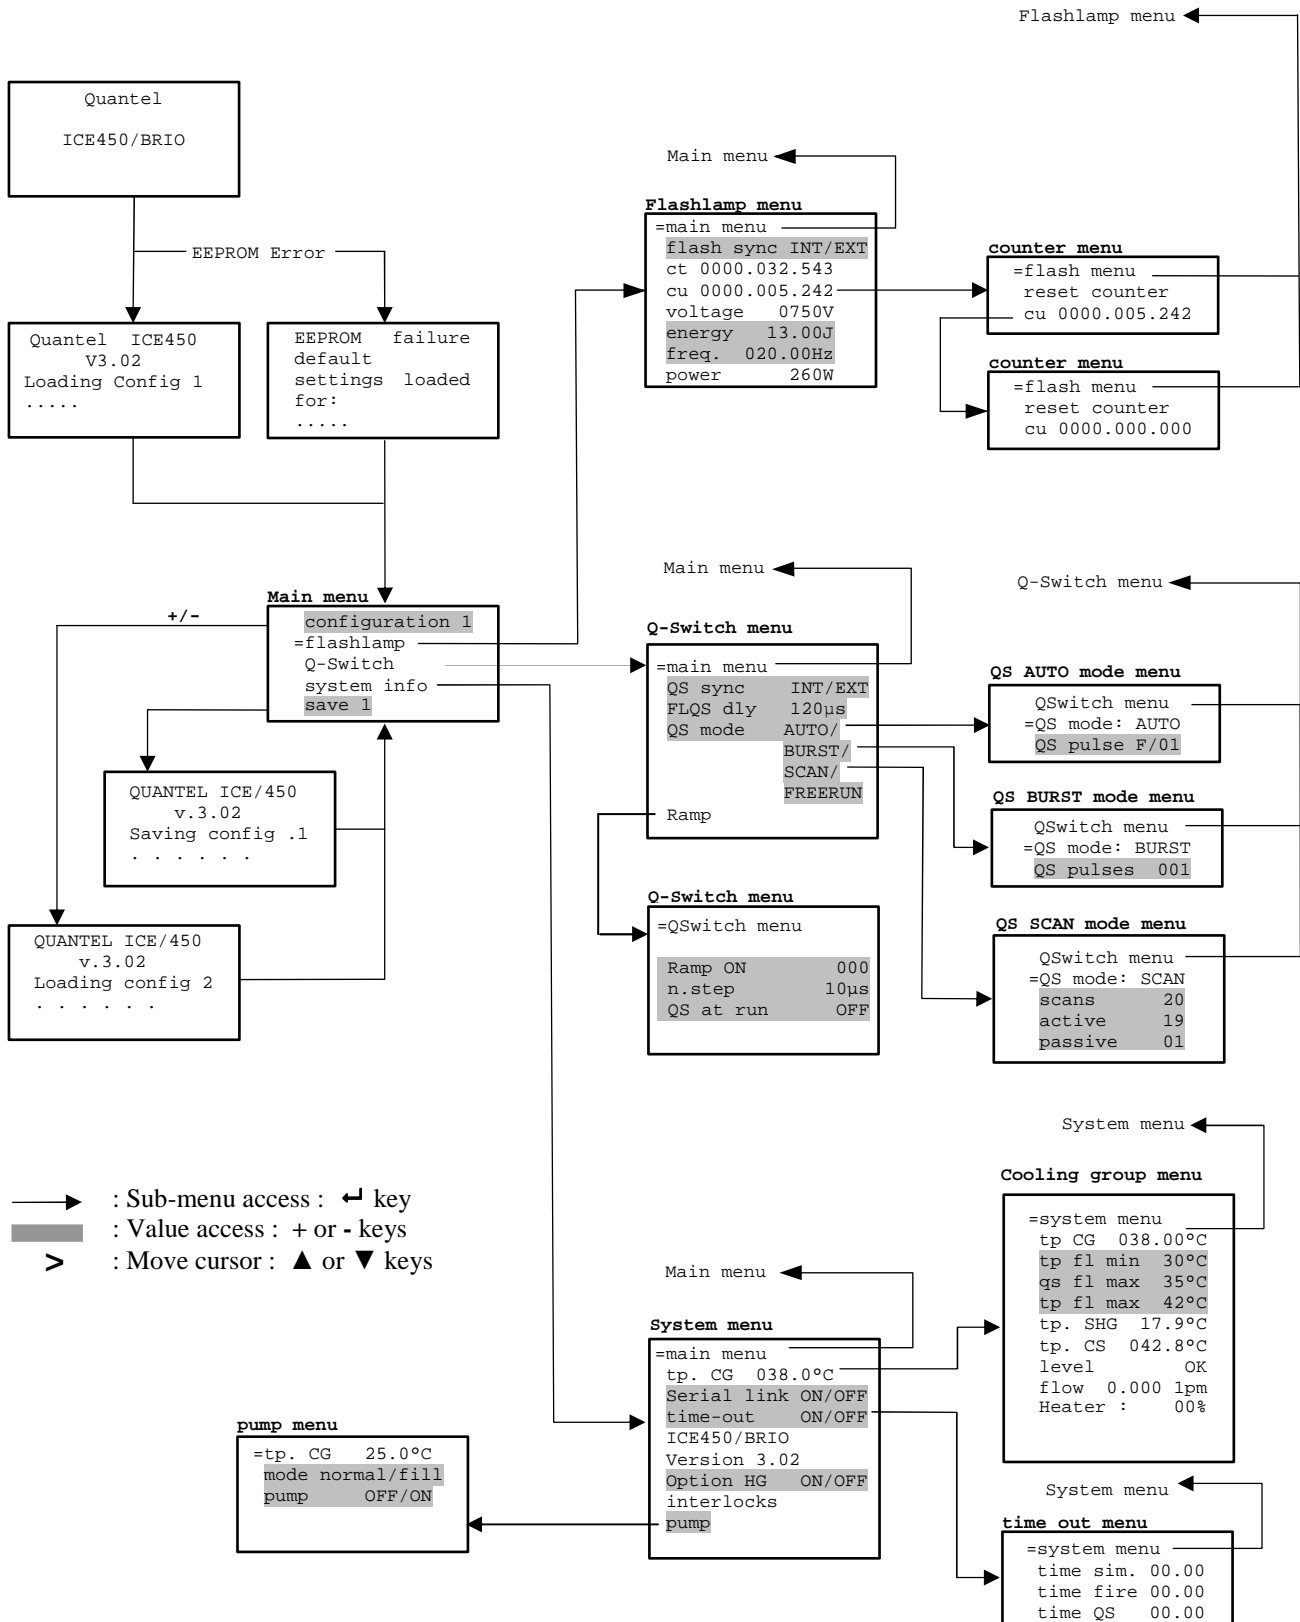 Flashlamp menu
Quantel
ICE450/BRIO
EEPROM Error
Quantel ICE450
V3.02
Loading Config 1
.....
EEPROM failure
default
settings loaded
for:
.....
Main menu
Flashlamp menu
=main menu
flash sync INT/EXT
ct 0000.032.543
cu 0000.005.242
voltage 0750V
energy 13.00J
freq. 020.00Hz
power 260W
counter menu
=flash menu
reset counter
cu 0000.005.242
counter menu
=flash menu
reset counter
cu 0000.000.000
+/-
Main menu
configuration 1
=flashlamp
Q-Switch
system info
save 1
QUANTEL ICE/450
v.3.02
Saving config .1
. . . . . .
QUANTEL ICE/450
v.3.02
Loading config 2
. . . . . .
Main menu
Q-Switch menu
=main menu
QS sync INT/EXT
FLQS dly 120µs
QS mode AUTO/
BURST/
SCAN/
FREERUN
Ramp
Q-Switch menu
=QSwitch menu
Ramp ON 000
n.step 10µs
QS at run OFF
Q-Switch menu
QS AUTO mode menu
QSwitch menu
=QS mode: AUTO
QS pulse F/01
QS BURST mode menu
QSwitch menu
=QS mode: BURST
QS pulses 001
QS SCAN mode menu
QSwitch menu
=QS mode: SCAN
scans 20
active 19
passive 01
: Sub-menu access : ↵ key
: Value access : + or - keys
> : Move cursor : ▲ or ▼ keys
Main menu
System menu
=main menu
tp. CG 038.0°C
Serial link ON/OFF
time-out ON/OFF
ICE450/BRIO
Version 3.02
Option HG ON/OFF
interlocks
pump
pump menu
=tp. CG 25.0°C
mode normal/fill
pump OFF/ON
System menu
Cooling group menu
=system menu
tp CG 038.00°C
tp fl min 30°C
qs fl max 35°C
tp fl max 42°C
tp. SHG 17.9°C
tp. CS 042.8°C
level OK
flow 0.000 lpm
Heater : 00%
System menu
time out menu
=system menu
time sim. 00.00
time fire 00.00
time QS 00.00